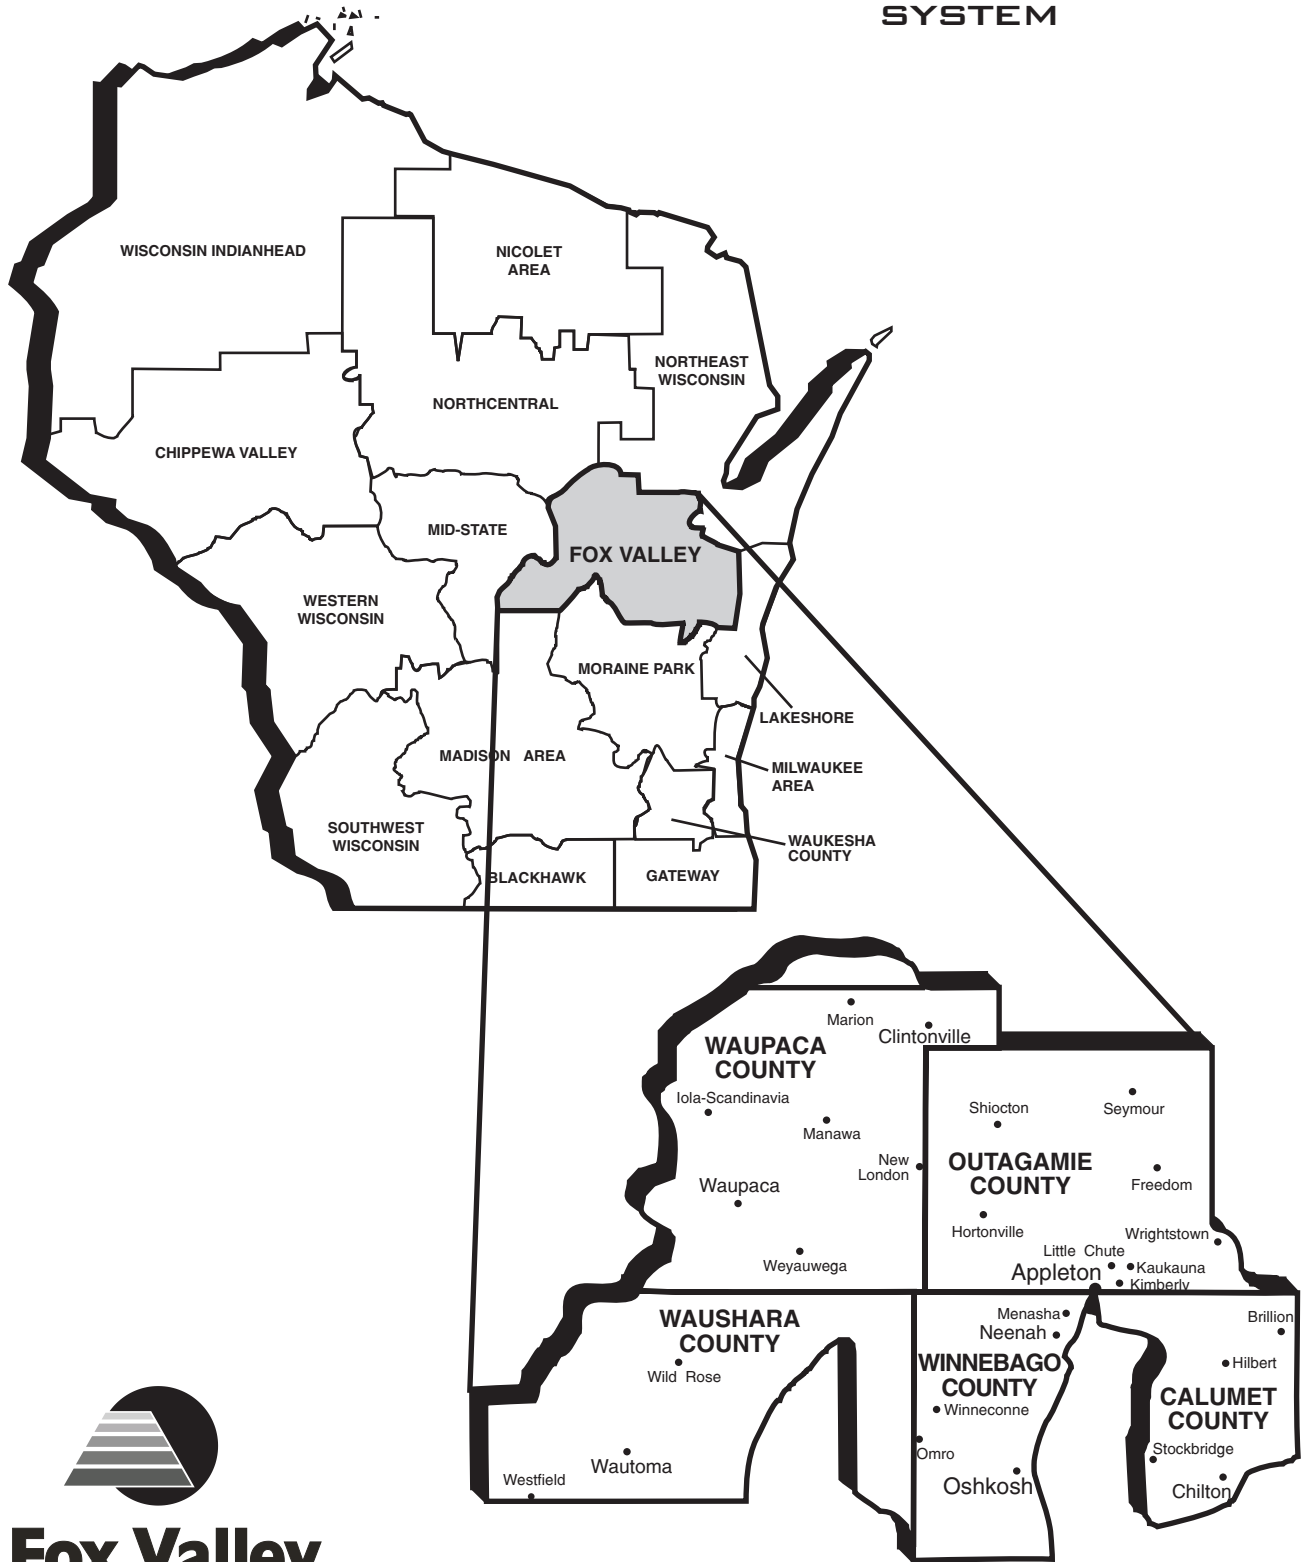 SYSTEM
WISCONSIN INDIANHEAD
NICOLET
AREA
NORTHEAST
WISCONSIN
NORTHCENTRAL
CHIPPEWA VALLEY
MID-STATE
FOX VALLEY
WESTERN
WISCONSIN
MORAINE PARK
LAKESHORE
MADISON AREA
MILWAUKEE
AREA
SOUTHWEST
WISCONSIN
WAUKESHA
COUNTY
BLACKHAWK
GATEWAY
Marion
Clintonville
WAUPACA
COUNTY
Iola-Scandinavia
Manawa
New
London
Waupaca
Weyauwega
Shiocton
Seymour
OUTAGAMIE
COUNTY
Freedom
Hortonville
Wrightstown
Little Chute
Kaukauna
Appleton
Kimberly
WAUSHARA
COUNTY
Wild Rose
Wautoma
Westfield
Menasha
Neenah
WINNEBAGO
COUNTY
Winneconne
Omro
Oshkosh
Brillion
Hilbert
CALUMET
COUNTY
Stockbridge
Chilton
Fox Valley